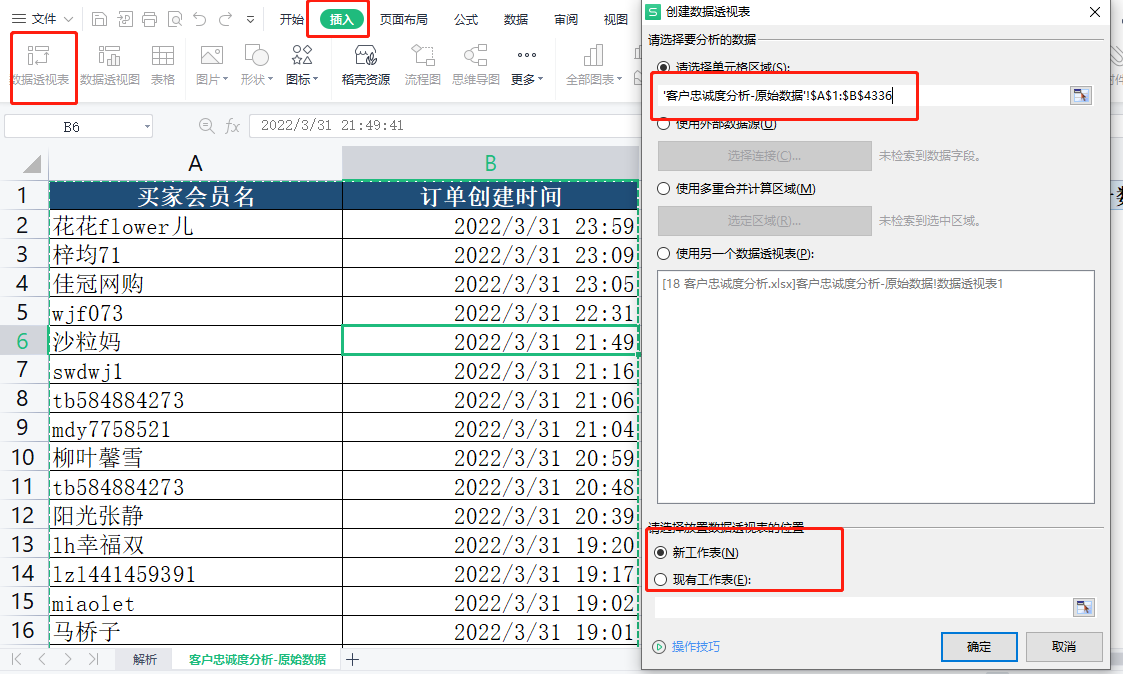 文件
开始 插入 页面布局 公式 数据 审阅 视图
数据透视表 数据透视图 表格 图片 形状 图标 稻壳资源 流程图 思维导图 更多 全部图表
B6 fx 2022/3/31 21:49:41
A B
1 买家会员名 订单创建时间
2 花花flower儿 2022/3/31 23:59
3 梓均71 2022/3/31 23:09
4 佳冠网购 2022/3/31 23:05
5 wjf073 2022/3/31 22:31
6 沙粒妈 2022/3/31 21:49
7 swdwj1 2022/3/31 21:16
8 tb584884273 2022/3/31 21:06
9 mdy7758521 2022/3/31 21:04
10 柳叶馨雪 2022/3/31 20:59
11 tb584884273 2022/3/31 20:48
12 阳光张静 2022/3/31 20:39
13 lh幸福双 2022/3/31 19:20
14 lzl441459391 2022/3/31 19:17
15 miaolet 2022/3/31 19:02
16 马桥子 2022/3/31 19:01
解析 客户忠诚度分析-原始数据
S 创建数据透视表
请选择要分析的数据
请选择单元格区域(S):
'客户忠诚度分析-原始数据'!$A$1:$B$4336
使用外部数据源(U)
选择连接(C)... 未检索到数据字段。
使用多重合并计算区域(M)
选定区域(R)... 未检索到选中区域。
使用另一个数据透视表(P):
[18 客户忠诚度分析.xlsx]客户忠诚度分析-原始数据!数据透视表1
请选择放置数据透视表的位置
新工作表(N)
现有工作表(E):
操作技巧 确定 取消